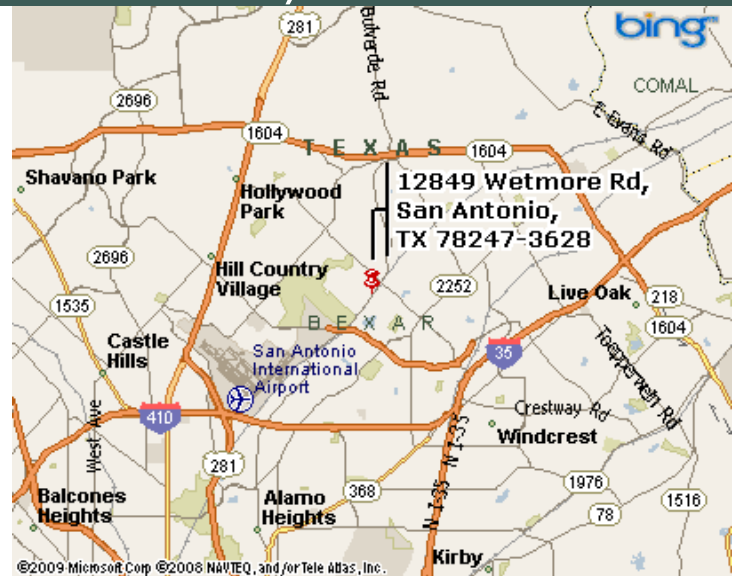 281
Bulverde Rd
bing
COMAL
2696
E Evans Rd
1604
TEXAS
1604
Shavano Park
Hollywood
Park
12849 Wetmore Rd,
San Antonio,
TX 78247-3628
2696
Hill Country
Village
2252
Live Oak
218
1535
BEXAR
1604
Castle
Hills
San Antonio
International
Airport
35
Toepperwein Rd
West Ave
410
Crestway Rd
Windcrest
N I-35
N I-35
281
368
1976
1516
Balcones
Heights
Alamo
Heights
78
Kirby
©2009 Microsoft Corp ©2008 NAVTEQ, and/or Tele Atlas, Inc.